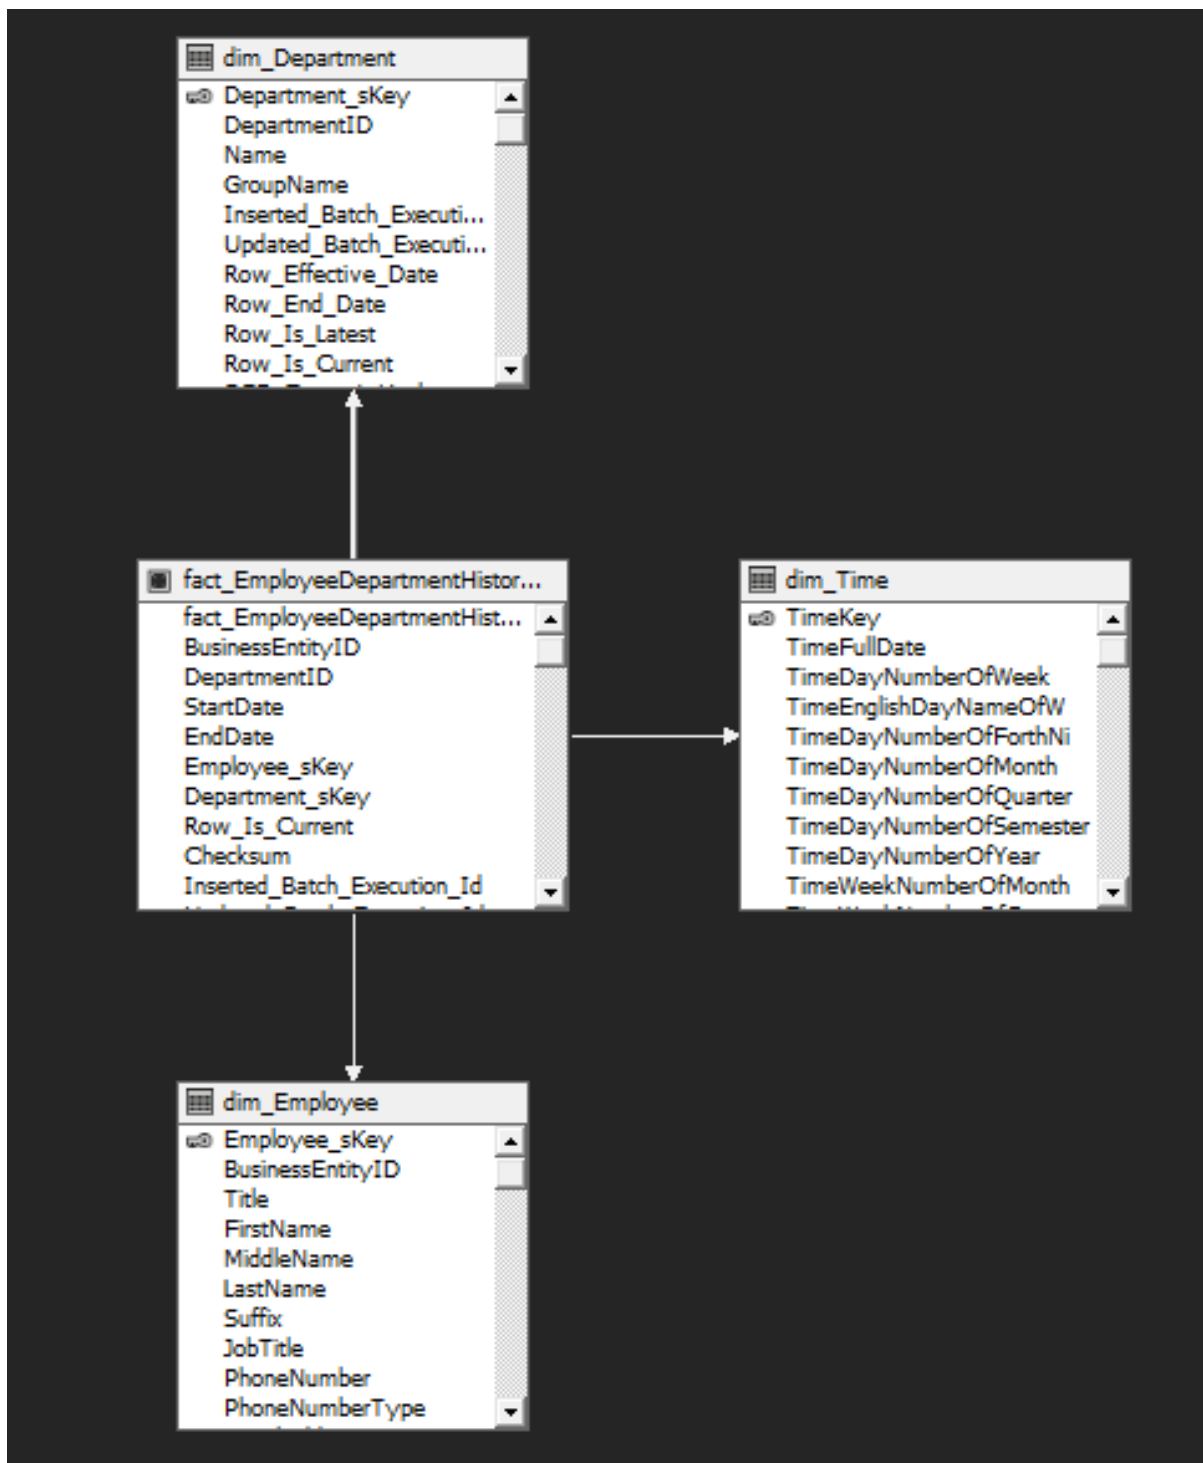 dim_Department
Department_sKey
DepartmentID
Name
GroupName
Inserted_Batch_Executi...
Updated_Batch_Executi...
Row_Effective_Date
Row_End_Date
Row_Is_Latest
Row_Is_Current
fact_EmployeeDepartmentHistor...
fact_EmployeeDepartmentHist...
BusinessEntityID
DepartmentID
StartDate
EndDate
Employee_sKey
Department_sKey
Row_Is_Current
Checksum
Inserted_Batch_Execution_Id
dim_Time
TimeKey
TimeFullDate
TimeDayNumberOfWeek
TimeEnglishDayNameOfW
TimeDayNumberOfForthNi
TimeDayNumberOfMonth
TimeDayNumberOfQuarter
TimeDayNumberOfSemester
TimeDayNumberOfYear
TimeWeekNumberOfMonth
dim_Employee
Employee_sKey
BusinessEntityID
Title
FirstName
MiddleName
LastName
Suffix
JobTitle
PhoneNumber
PhoneNumberType